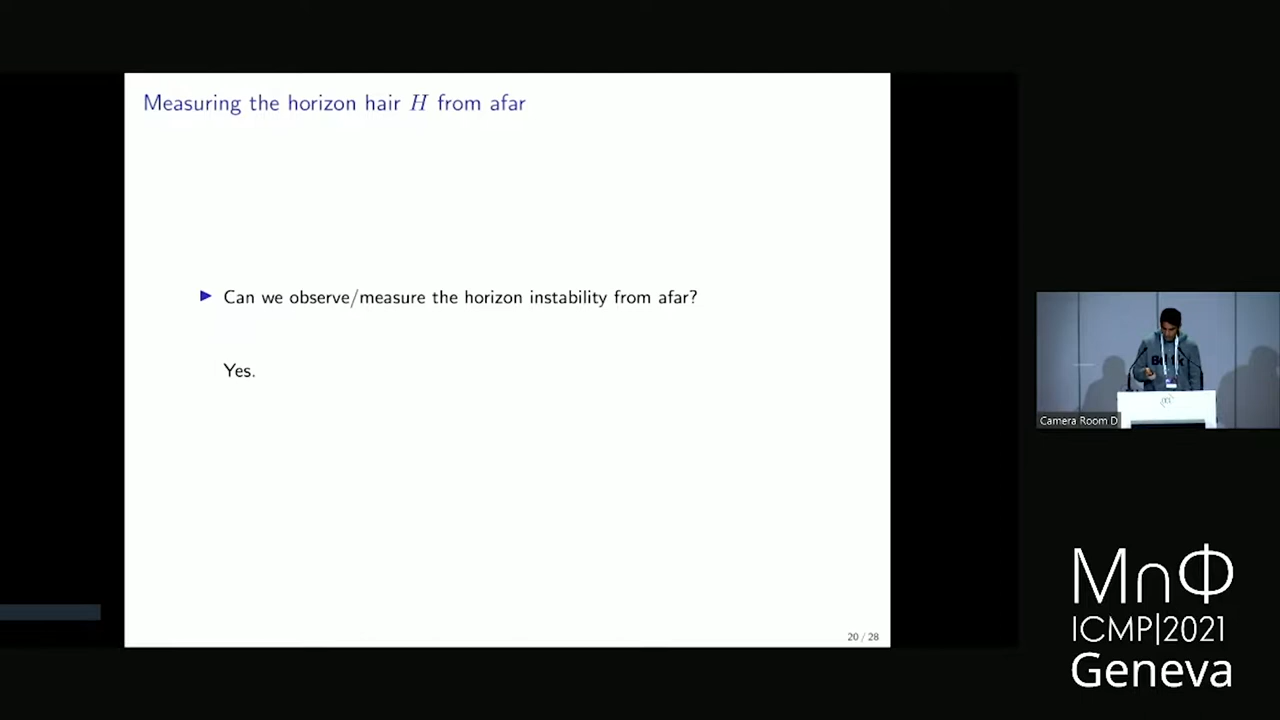 Measuring the horizon hair H from afar
▶ Can we observe/measure the horizon instability from afar?
Yes.
20 / 28
Camera Room D
M∩Φ
ICMP|2021
Geneva